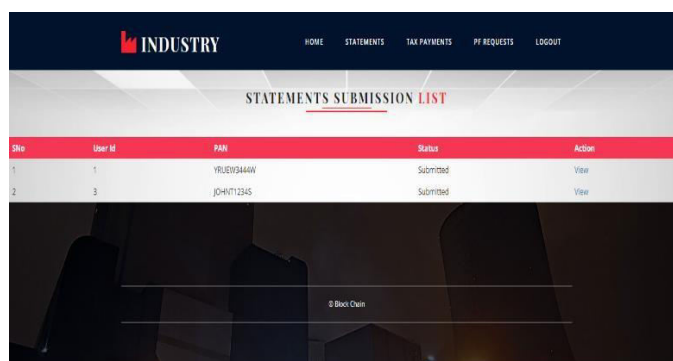 INDUSTRY HOME STATEMENTS TAX PAYMENTS PF REQUESTS LOGOUT
STATEMENTS SUBMISSION LIST
SNo User Id PAN Status Action
1 1 YRUEW3444W Submitted View
2 3 JOHNT12345 Submitted View
© Block Chain